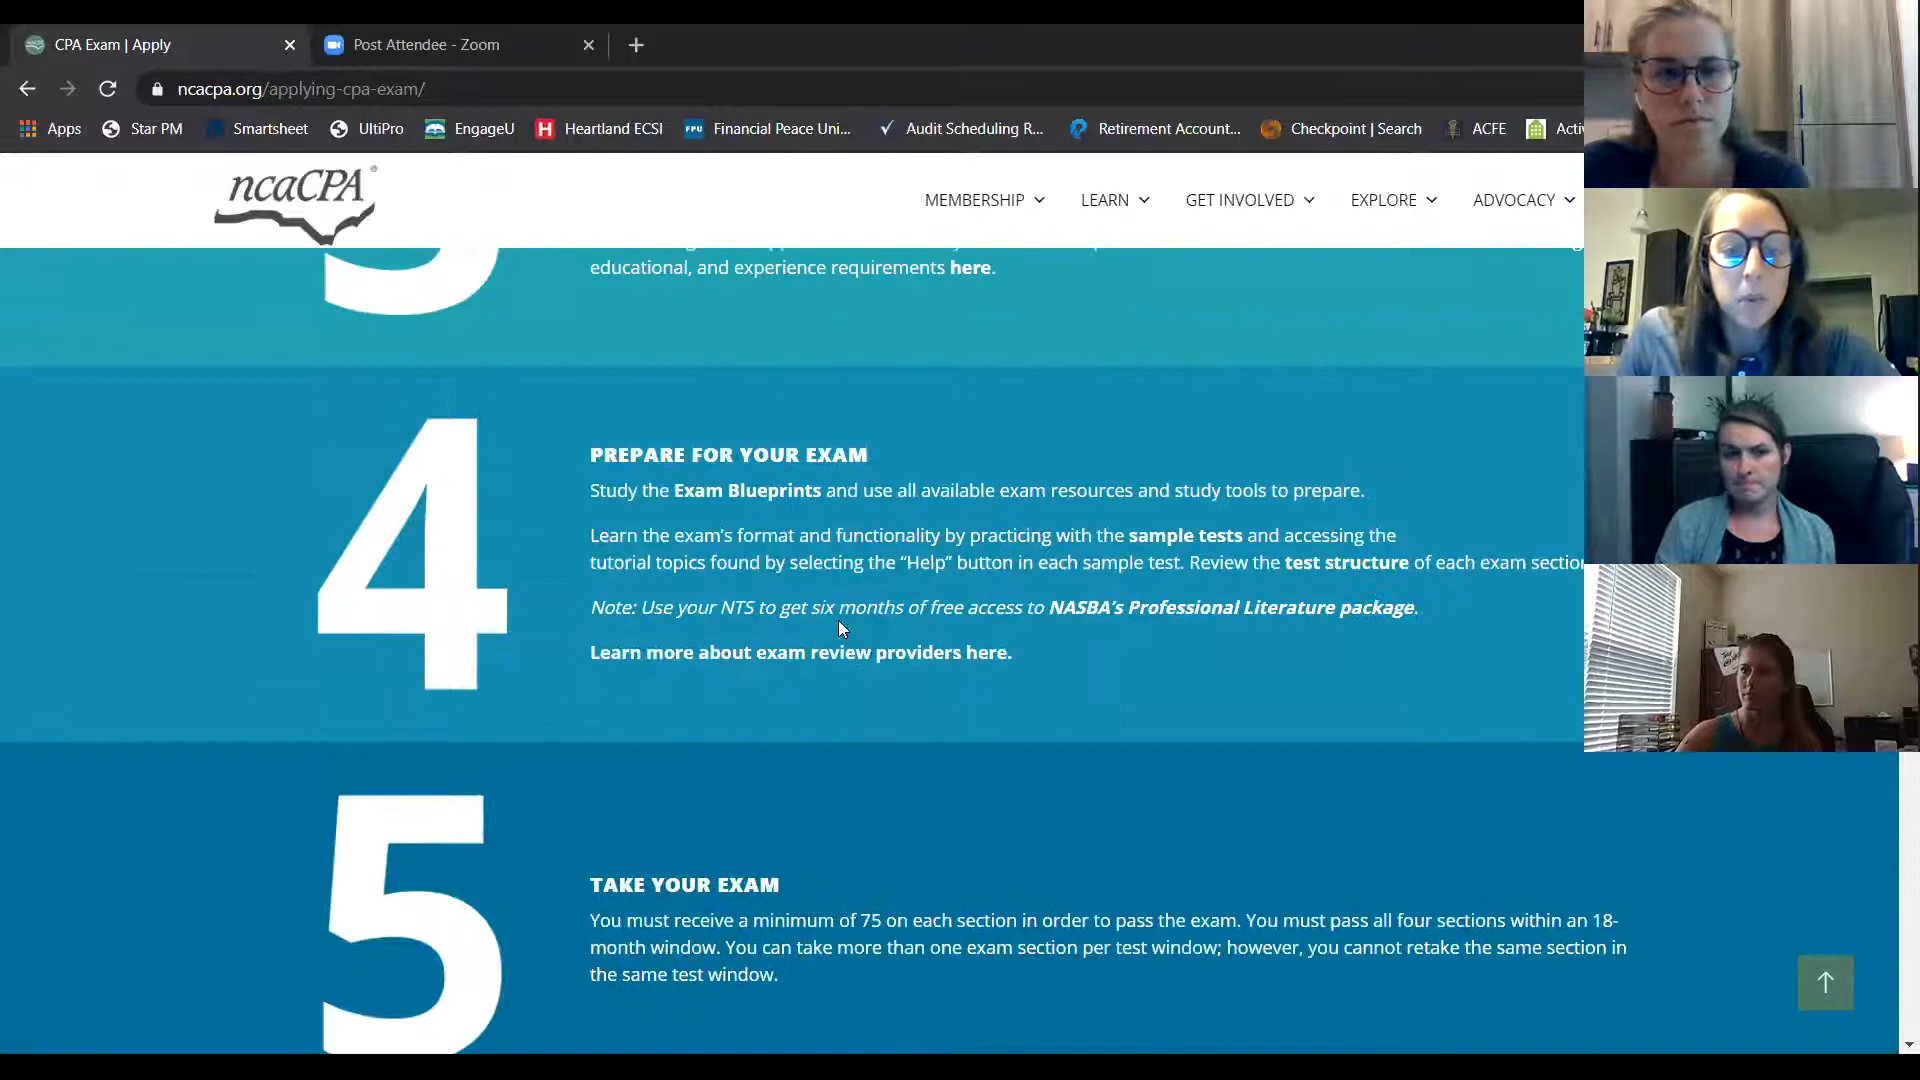 CPA Exam | Apply
Post Attendee - Zoom
ncacpa.org/applying-cpa-exam/
Apps Star PM Smartsheet UltiPro EngageU Heartland ECSI FPU Financial Peace Uni... Audit Scheduling R... Retirement Account... Checkpoint | Search ACFE Acti
ncaCPA®
MEMBERSHIP LEARN GET INVOLVED EXPLORE ADVOCACY
3
educational, and experience requirements here.
4
PREPARE FOR YOUR EXAM
Study the Exam Blueprints and use all available exam resources and study tools to prepare.
Learn the exam’s format and functionality by practicing with the sample tests and accessing the
tutorial topics found by selecting the “Help” button in each sample test. Review the test structure of each exam section
Note: Use your NTS to get six months of free access to NASBA’s Professional Literature package.
Learn more about exam review providers here.
5
TAKE YOUR EXAM
You must receive a minimum of 75 on each section in order to pass the exam. You must pass all four sections within an 18-
month window. You can take more than one exam section per test window; however, you cannot retake the same section in
the same test window.